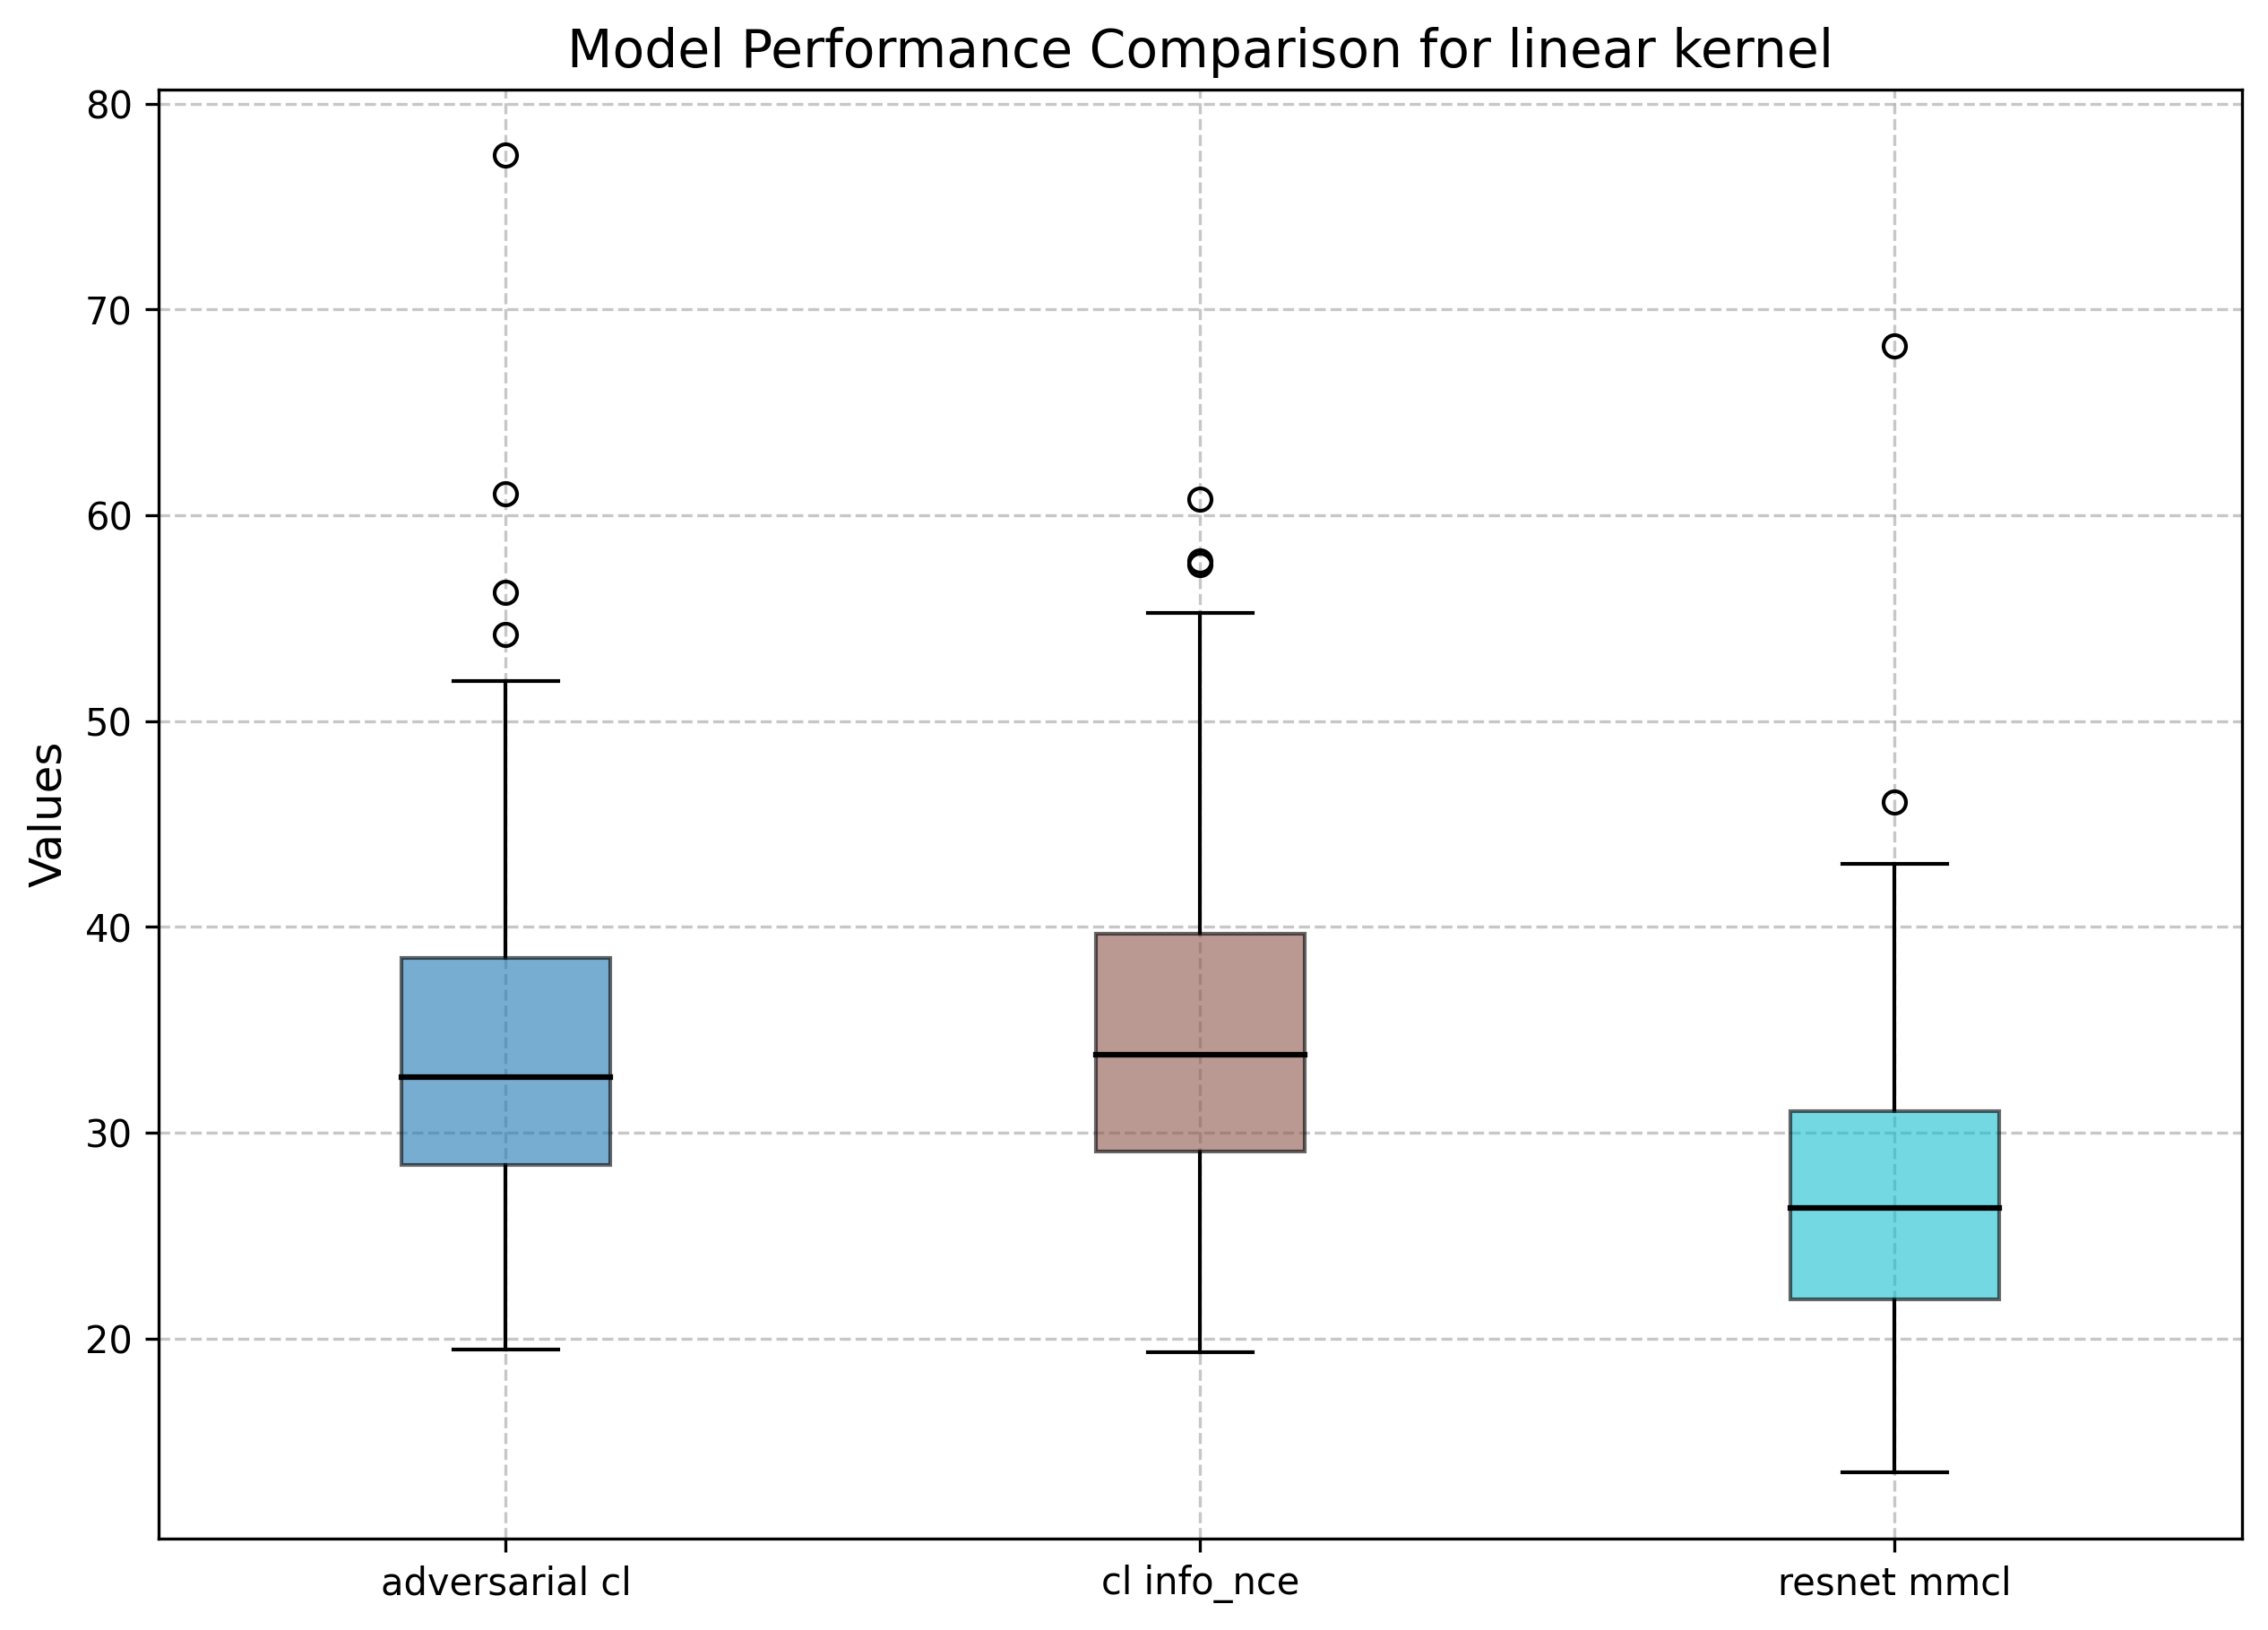 Model Performance Comparison for linear kernel
Values
80
70
60
50
40
30
20
adversarial cl
cl info_nce
resnet mmcl